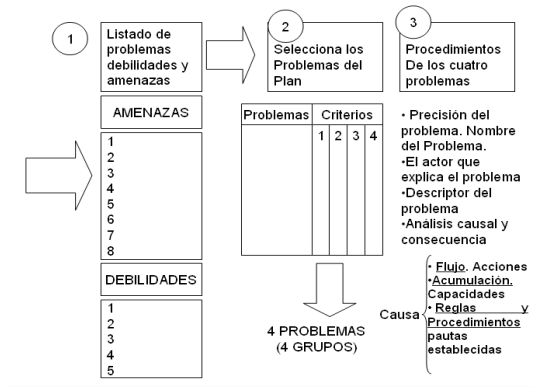 1
Listado de
problemas
debilidades y
amenazas
AMENAZAS
1
2
3
4
5
6
7
8
DEBILIDADES
1
2
3
4
5
2
Selecciona los
Problemas del
Plan
Problemas Criterios
1 2 3 4
4 PROBLEMAS
(4 GRUPOS)
3
Procedimientos
De los cuatro
problemas
• Precisión del
problema. Nombre
del Problema.
•El actor que
explica el problema
•Descriptor del
problema
•Análisis causal y
consecuencia
Causa
• Flujo. Acciones
•Acumulación.
Capacidades
• Reglas y
Procedimientos
pautas
establecidas